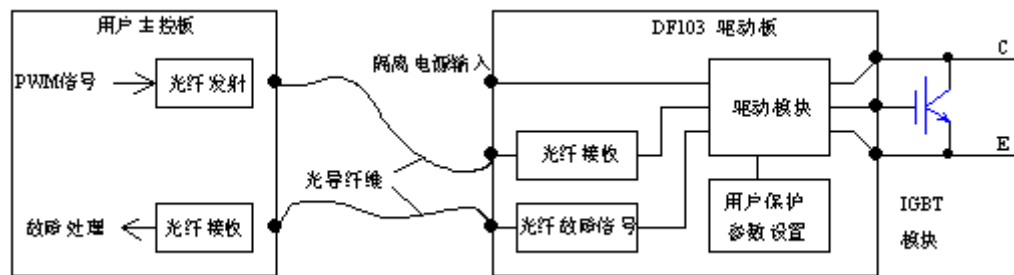 用户主控板
DF103 驱动板
PWM信号
光纤发射
隔离电源输入
驱动模块
C
光纤接收
E
光导纤维
故障处理
光纤接收
光纤故障信号
用户保护
参数设置
IGBT
模块